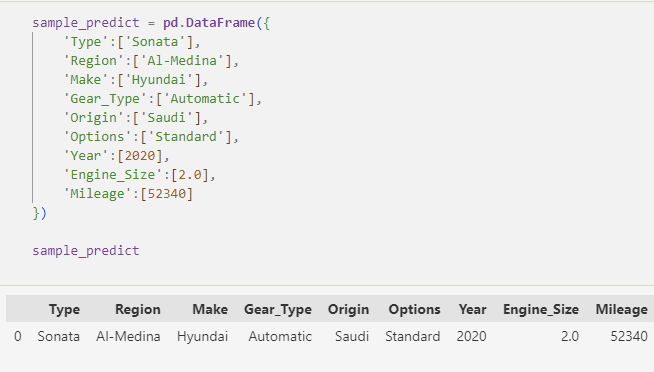 sample_predict = pd.DataFrame({
    'Type':['Sonata'],
    'Region':['Al-Medina'],
    'Make':['Hyundai'],
    'Gear_Type':['Automatic'],
    'Origin':['Saudi'],
    'Options':['Standard'],
    'Year':[2020],
    'Engine_Size':[2.0],
    'Mileage':[52340]
})
sample_predict
Type Region Make Gear_Type Origin Options Year Engine_Size Mileage
0 Sonata Al-Medina Hyundai Automatic Saudi Standard 2020 2.0 52340